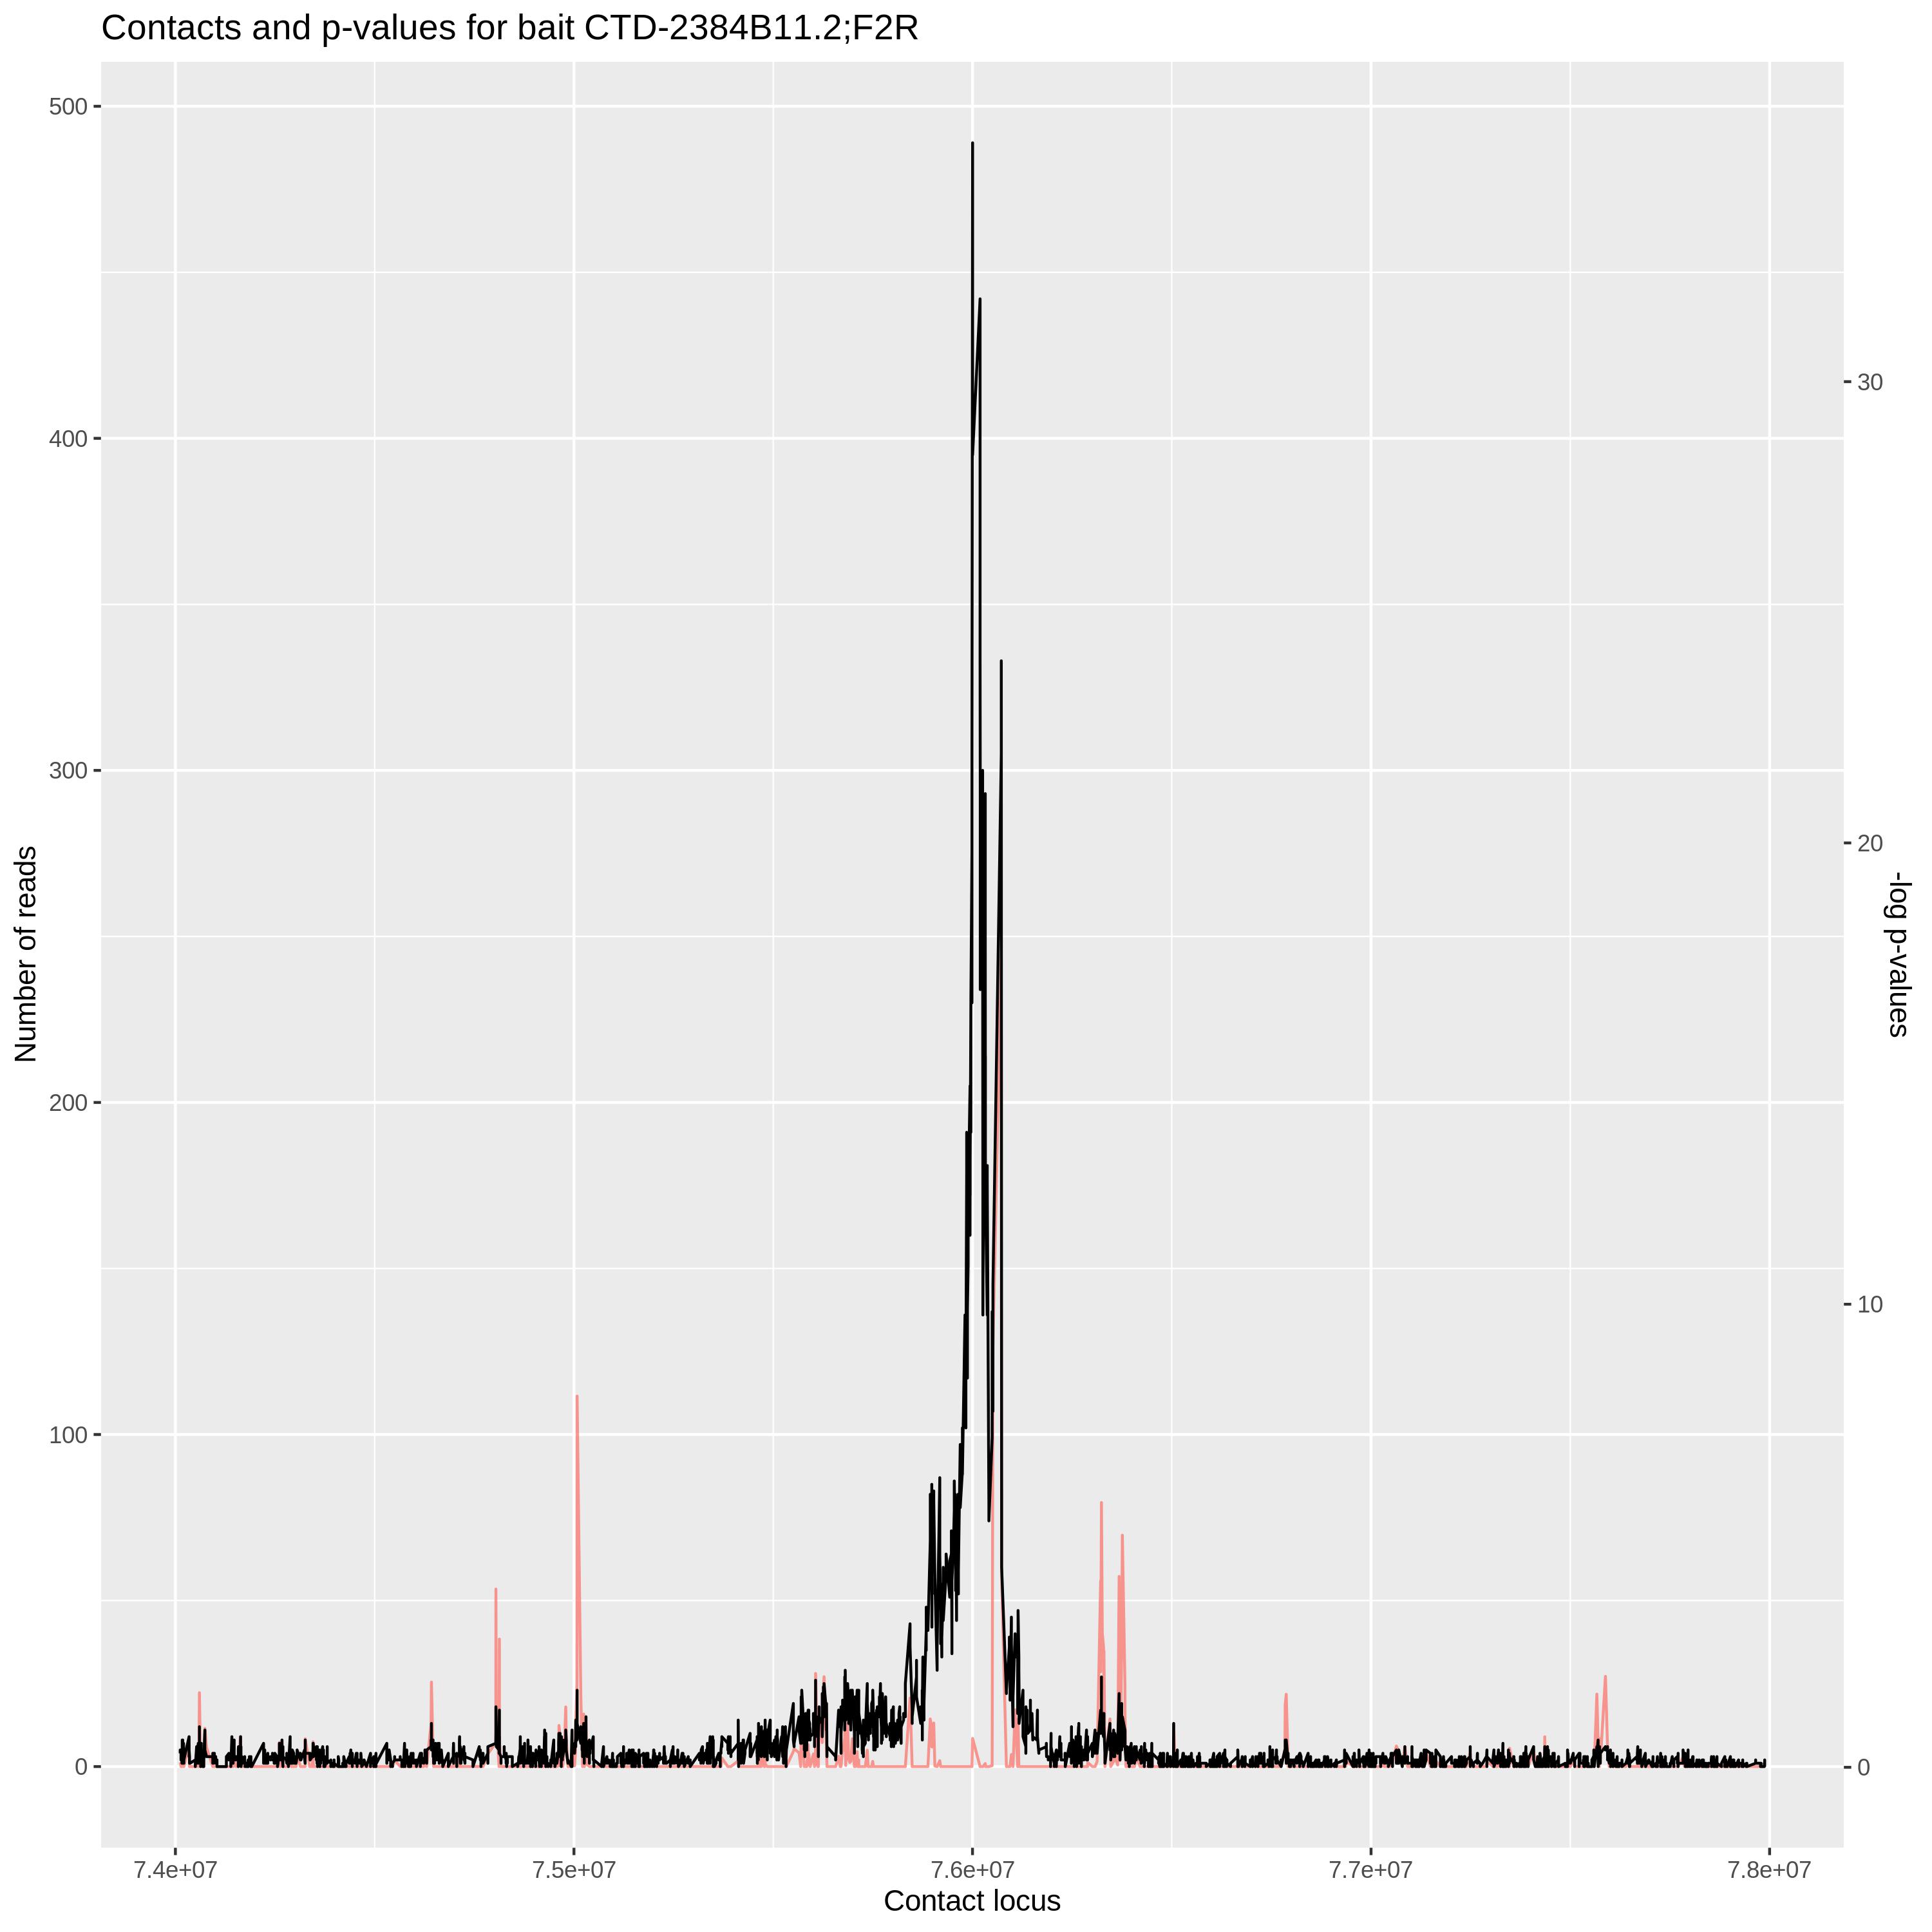 Contacts and p-values for bait CTD-2384B11.2;F2R
500
400
300
200
100
0
Number of reads
30
20
10
0
-log p-values
7.4e+07
7.5e+07
7.6e+07
7.7e+07
7.8e+07
Contact locus